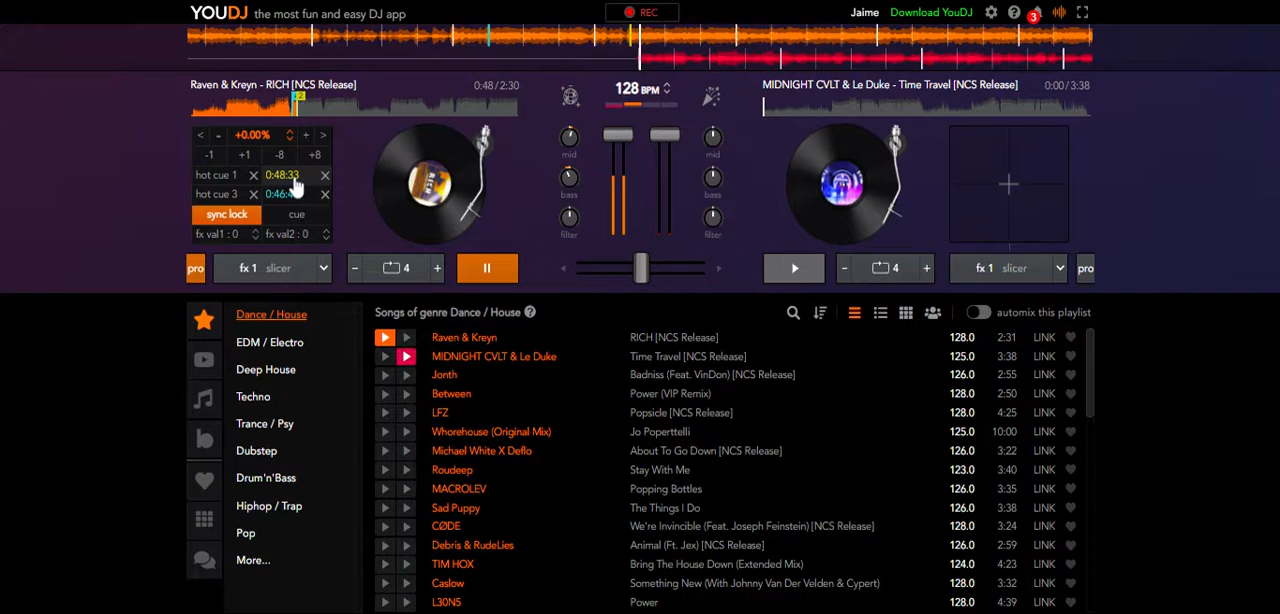 YOUDJ the most fun and easy DJ app
REC
Jaime
Download YouDJ
3
Raven & Kreyn - RICH [NCS Release]
0:48 / 2:30
128 BPM
MIDNIGHT CVLT & Le Duke - Time Travel [NCS Release]
0:00 / 3:38
2
< - +0.00% + >
-1 +1 -8 +8
hot cue 1 X 0:48:33 X
hot cue 3 X 0:46: X
sync lock cue
fx val1 : 0 fx val2 : 0
mid mid
bass bass
filter filter
pro fx 1 slicer - 4 +
- 4 + fx 1 slicer pro
Dance / House
EDM / Electro
Deep House
Techno
Trance / Psy
Dubstep
Drum'n'Bass
Hiphop / Trap
Pop
More...
Songs of genre Dance / House ?
automix this playlist
Raven & Kreyn RICH [NCS Release] 128.0 2:31 LINK
MIDNIGHT CVLT & Le Duke Time Travel [NCS Release] 125.0 3:38 LINK
Jonth Badniss (Feat. VinDon) [NCS Release] 126.0 2:55 LINK
Between Power (VIP Remix) 128.0 2:50 LINK
LFZ Popsicle [NCS Release] 128.0 4:25 LINK
Whorehouse (Original Mix) Jo Poperttelli 125.0 10:00 LINK
Michael White X Deflo About To Go Down [NCS Release] 126.0 3:22 LINK
Roudeep Stay With Me 123.0 3:40 LINK
MACROLEV Popping Bottles 126.0 3:35 LINK
Sad Puppy The Things I Do 126.0 3:38 LINK
CØDE We're Invincible (Feat. Joseph Feinstein) [NCS Release] 128.0 3:24 LINK
Debris & RudeLies Animal (Ft. Jex) [NCS Release] 126.0 2:59 LINK
TIM HOX Bring The House Down (Extended Mix) 124.0 4:23 LINK
Caslow Something New (With Johnny Van Der Velden & Cypert) 128.0 3:32 LINK
L30N5 Power 128.0 4:39 LINK